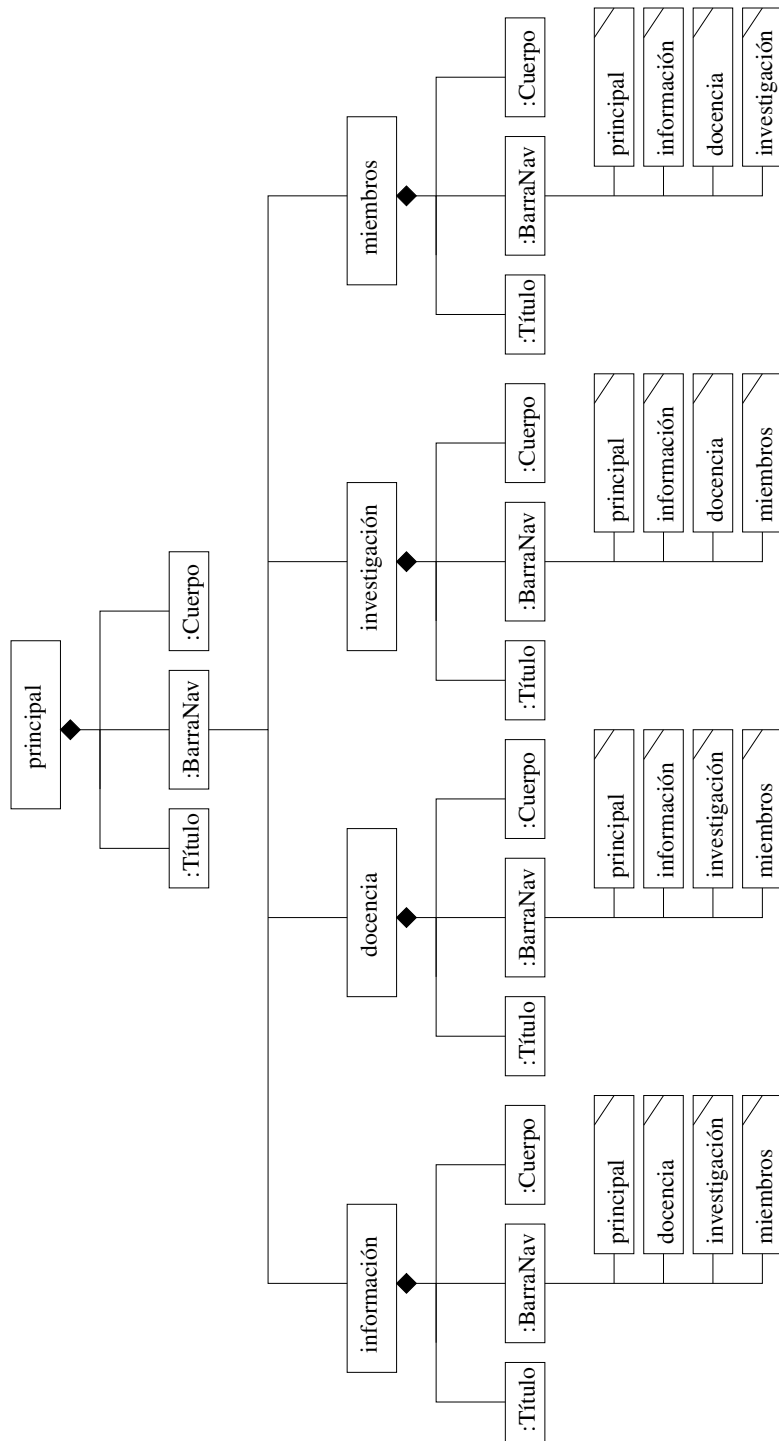 principal
:Título
:BarraNav
:Cuerpo
información
docencia
investigación
miembros
:Título
:BarraNav
:Cuerpo
:Título
:BarraNav
:Cuerpo
:Título
:BarraNav
:Cuerpo
:Título
:BarraNav
:Cuerpo
principal
docencia
investigación
miembros
principal
información
investigación
miembros
principal
información
docencia
miembros
principal
información
docencia
investigación